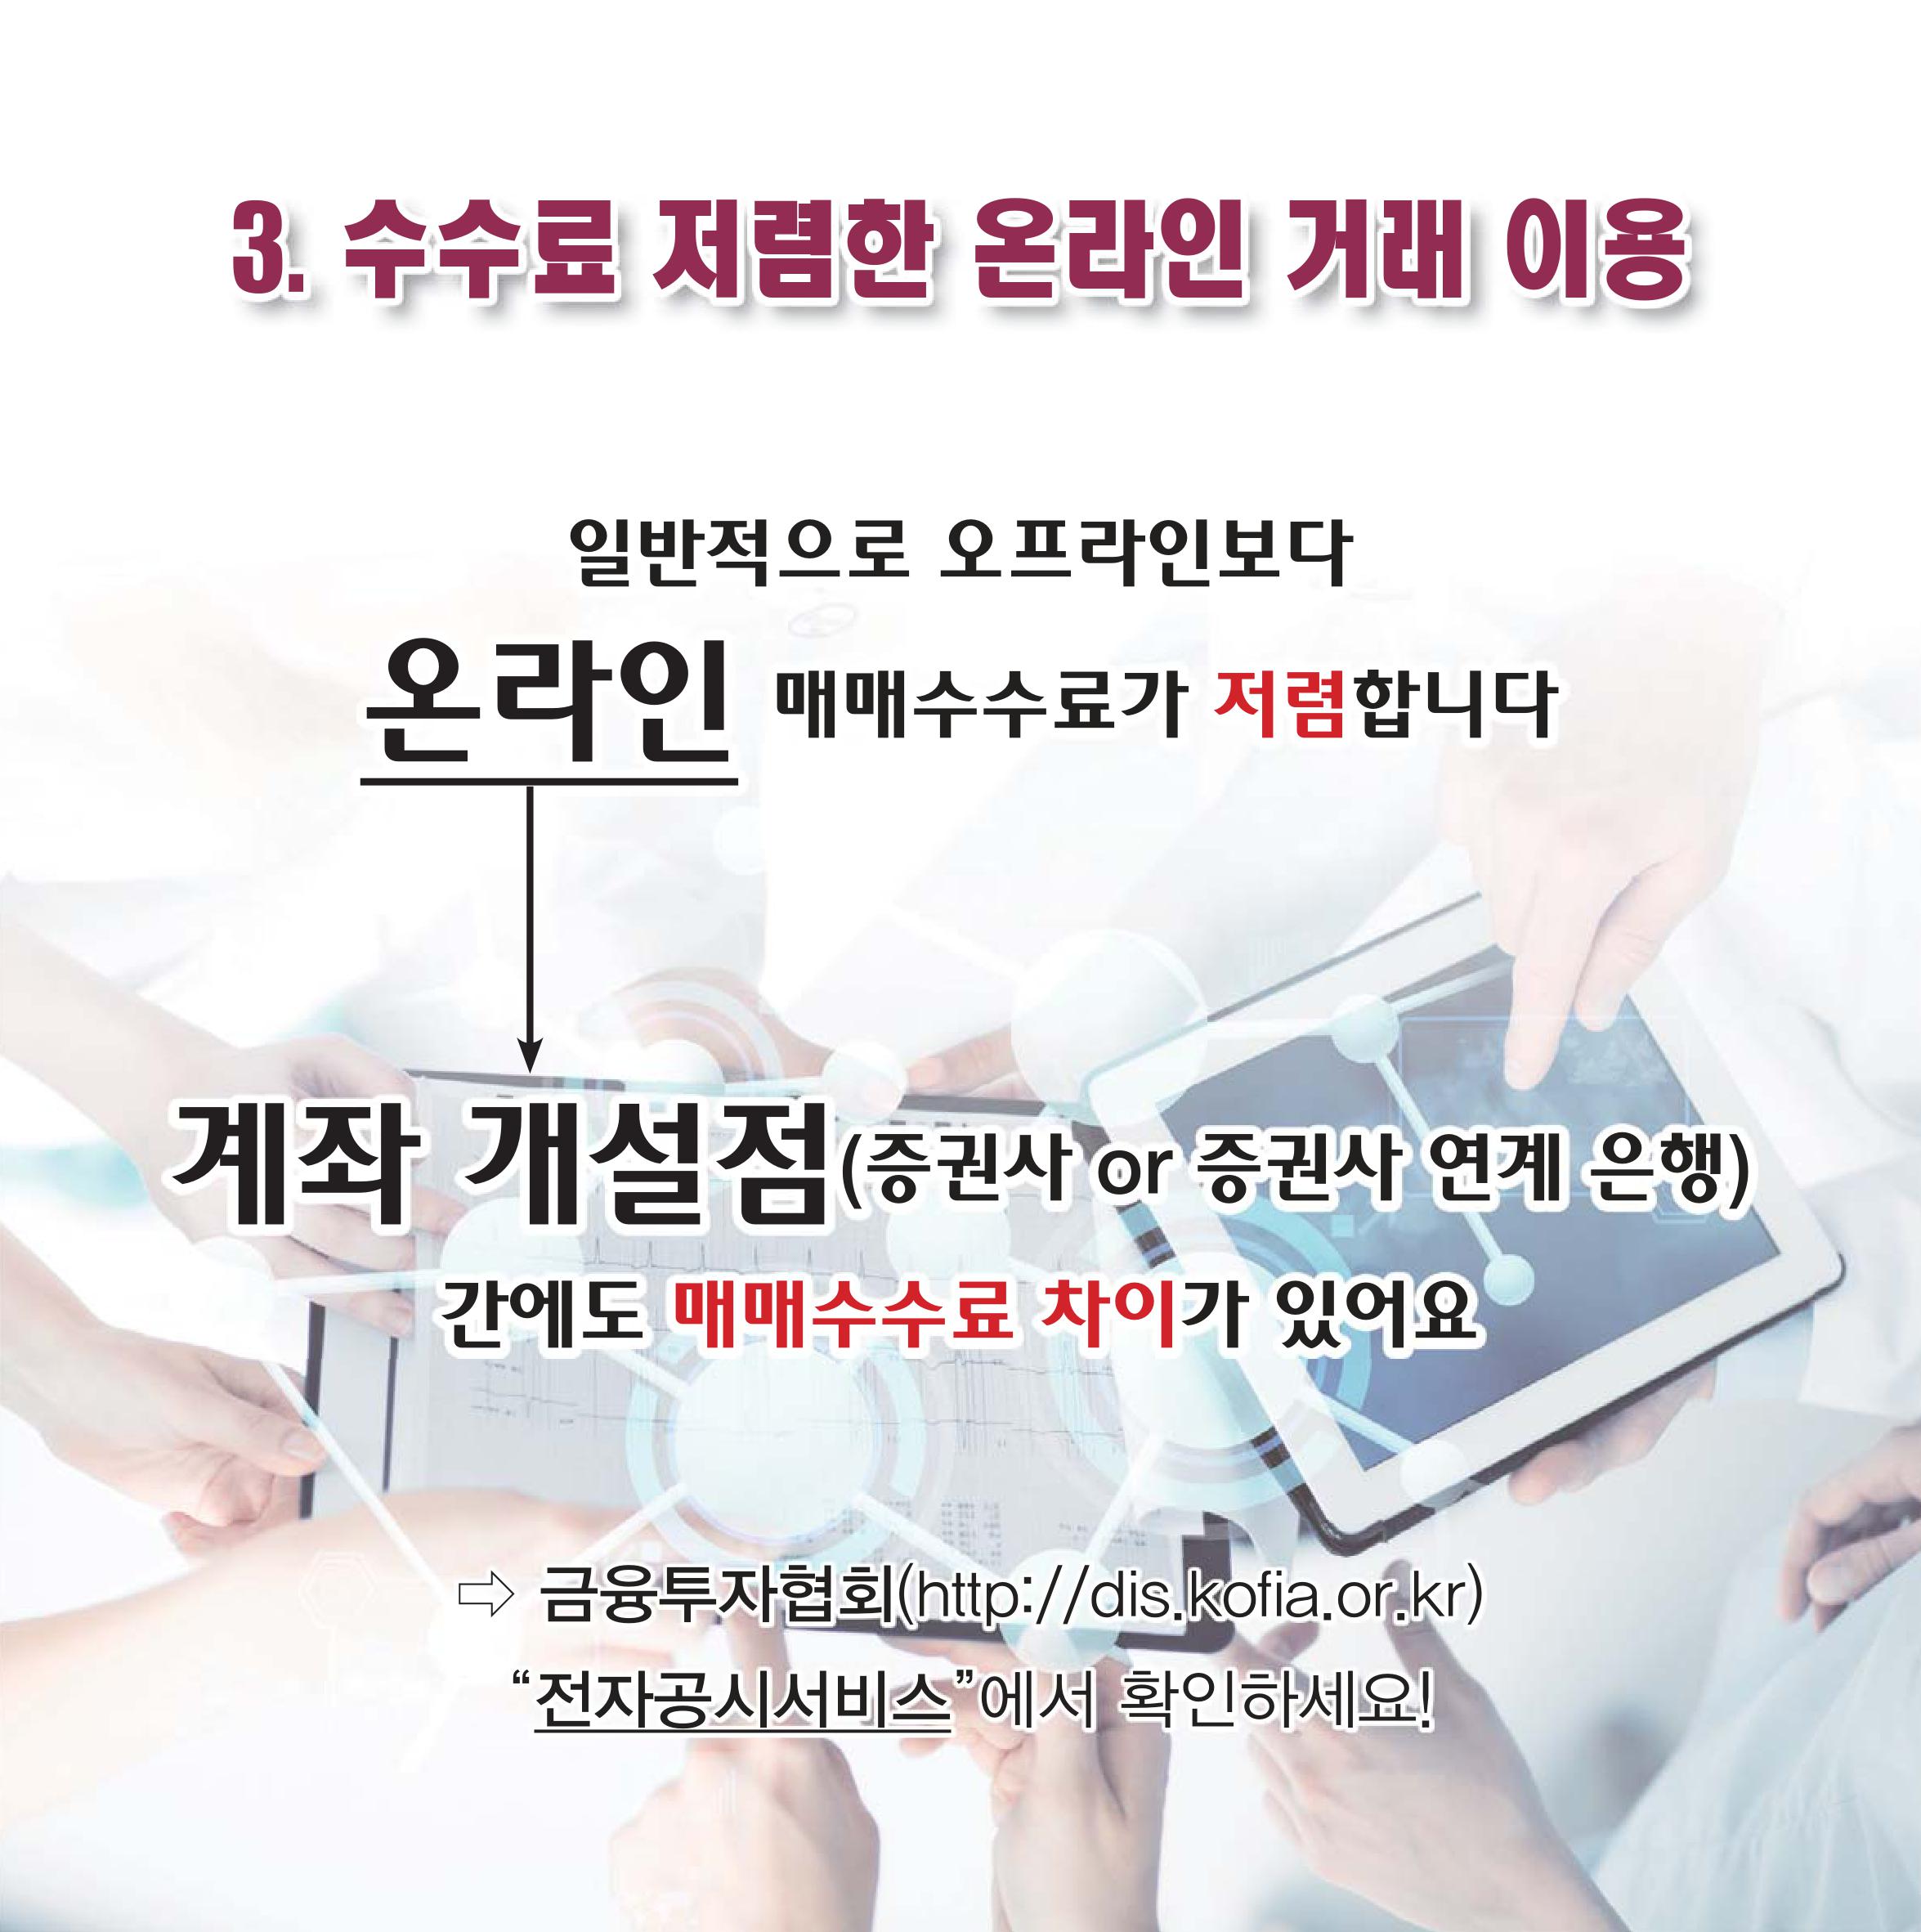 3. 수수료 저렴한 온라인 거래 이용
일반적으로 오프라인보다
온라인 매매수수료가 저렴합니다
계좌 개설점(증권사 or 증권사 연계 은행)
간에도 매매수수료 차이가 있어요
⇨ 금융투자협회(http://dis.kofia.or.kr)
“전자공시서비스”에서 확인하세요!